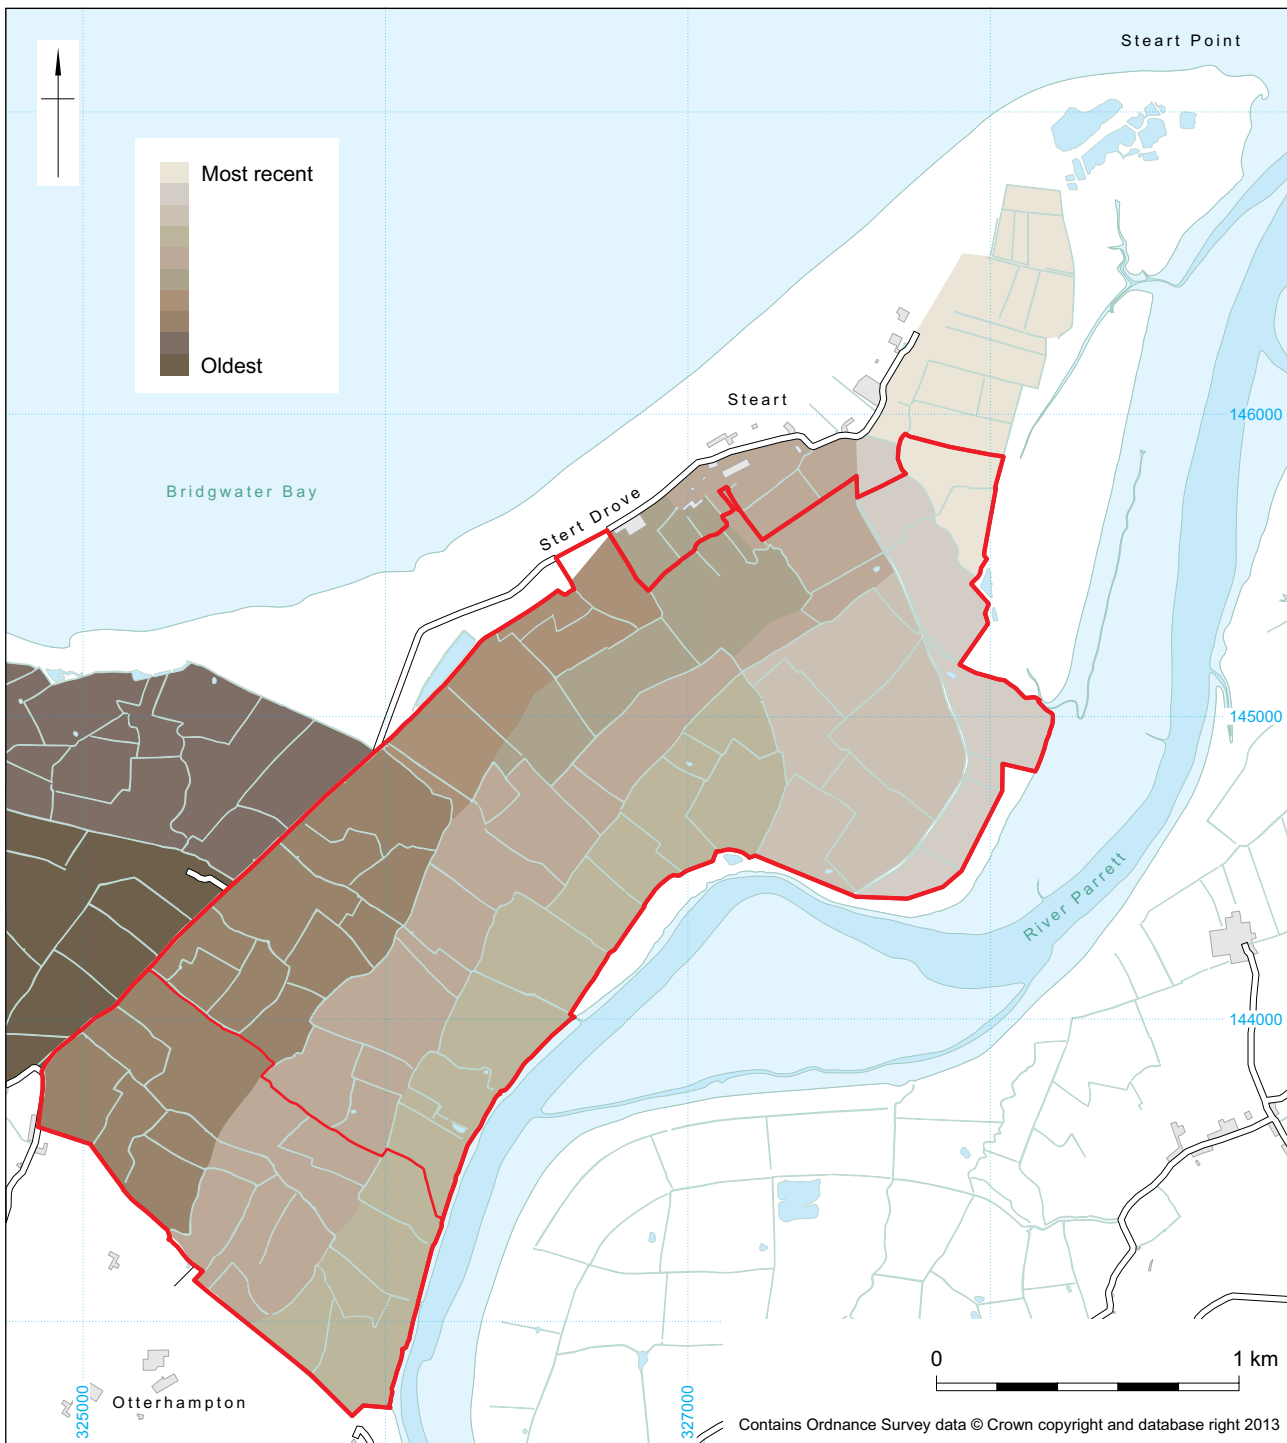 Steart Point
Most recent
Oldest
Steart
146000
Bridgwater Bay
Stert Drove
145000
River Parrett
144000
0 1 km
325000
327000
Otterhampton
Contains Ordnance Survey data © Crown copyright and database right 2013